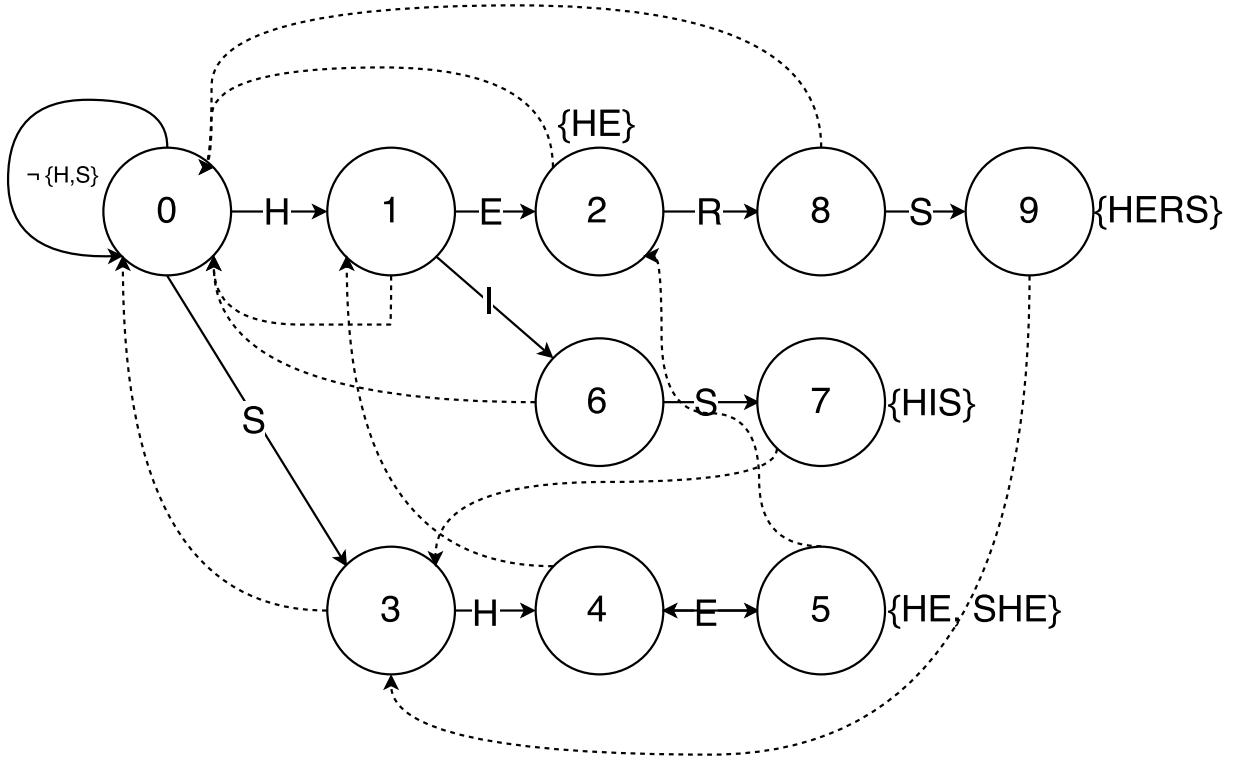 {HE}
¬ {H,S}
0 H 1 E 2 R 8 S 9 {HERS}
I
S 6 S 7 {HIS}
3 H 4 E 5 {HE, SHE}